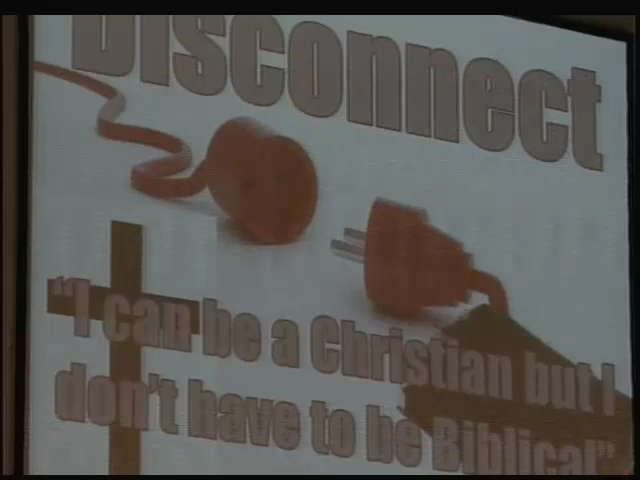 Disconnect
"I can be a Christian but I
don't have to be Biblical"